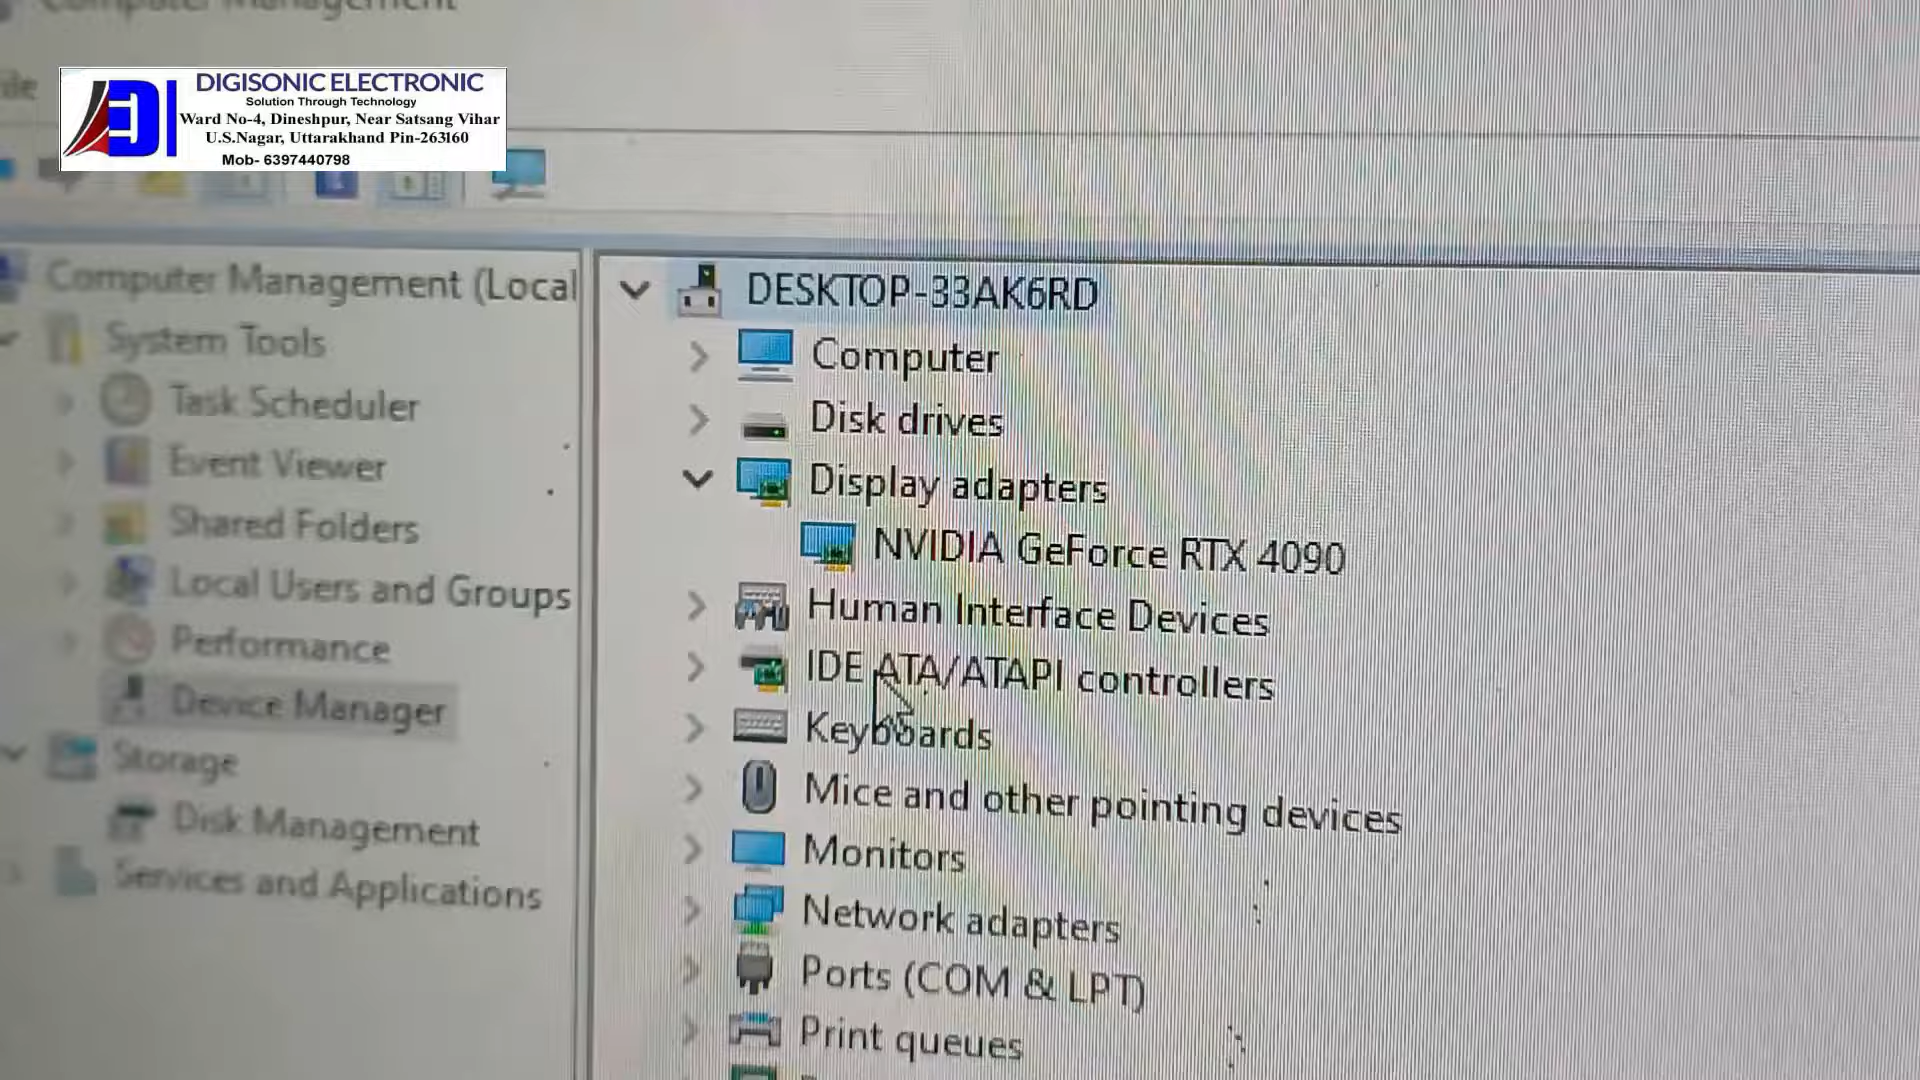 Computer Management
DIGISONIC ELECTRONIC
Solution Through Technology
Ward No-4, Dineshpur, Near Satsang Vihar
U.S.Nagar, Uttarakhand Pin-263160
Mob- 6397440798
Computer Management (Local
System Tools
Task Scheduler
Event Viewer
Shared Folders
Local Users and Groups
Performance
Device Manager
Storage
Disk Management
Services and Applications
DESKTOP-33AK6RD
Computer
Disk drives
Display adapters
NVIDIA GeForce RTX 4090
Human Interface Devices
IDE ATA/ATAPI controllers
Keyboards
Mice and other pointing devices
Monitors
Network adapters
Ports (COM & LPT)
Print queues